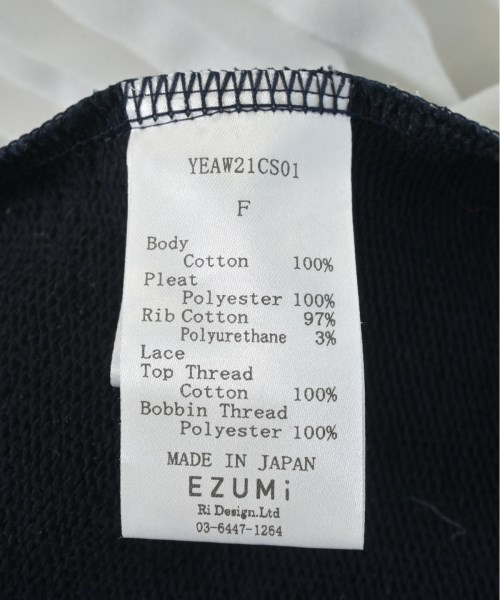 YEAW21CS01
F
Body
Cotton 100%
Pleat
Polyester 100%
Rib Cotton 97%
Polyurethane 3%
Lace
Top Thread
Cotton 100%
Bobbin Thread
Polyester 100%
MADE IN JAPAN
EZUMi
Ri Design.Ltd
03-6447-1264